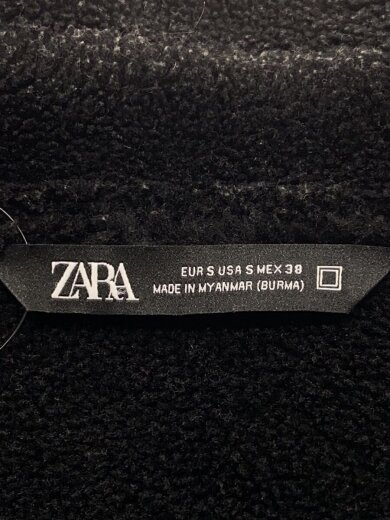 ZARA
EUR S USA S MEX 38
MADE IN MYANMAR (BURMA)